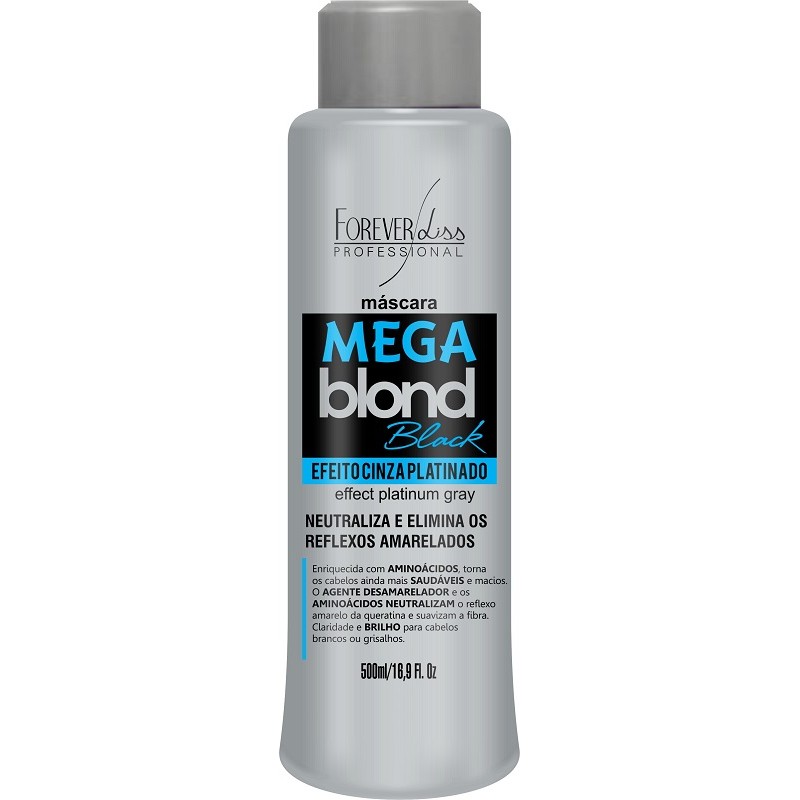 FOREVER Liss
PROFESSIONAL
máscara
MEGA
blond
Black
EFEITO CINZA PLATINADO
effect platinum gray
NEUTRALIZA E ELIMINA OS
REFLEXOS AMARELADOS
Enriquecida com AMINOÁCIDOS, torna
os cabelos ainda mais SAUDÁVEIS e macios.
O AGENTE DESAMARELADOR e os
AMINOÁCIDOS NEUTRALIZAM o reflexo
amarelo da queratina e suavizam a fibra.
Claridade e BRILHO para cabelos
brancos ou grisalhos.
500ml/16,9 Fl. Oz